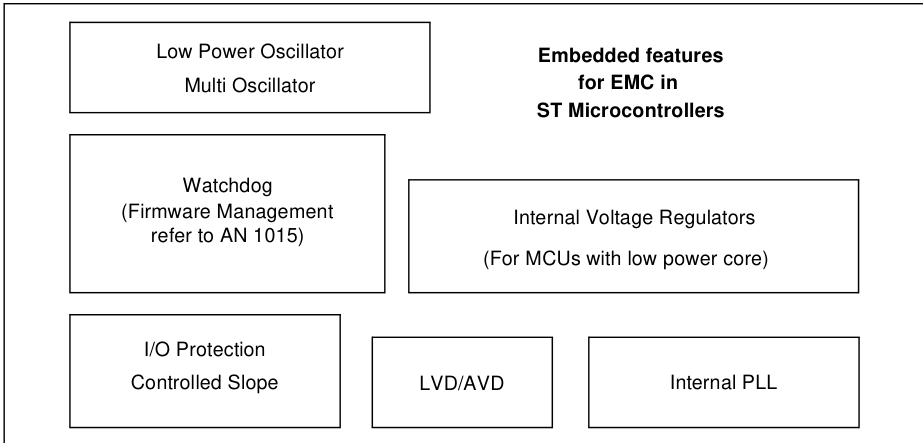 Low Power Oscillator
Multi Oscillator
Embedded features
for EMC in
ST Microcontrollers
Watchdog
(Firmware Management
refer to AN 1015)
Internal Voltage Regulators
(For MCUs with low power core)
I/O Protection
Controlled Slope
LVD/AVD
Internal PLL